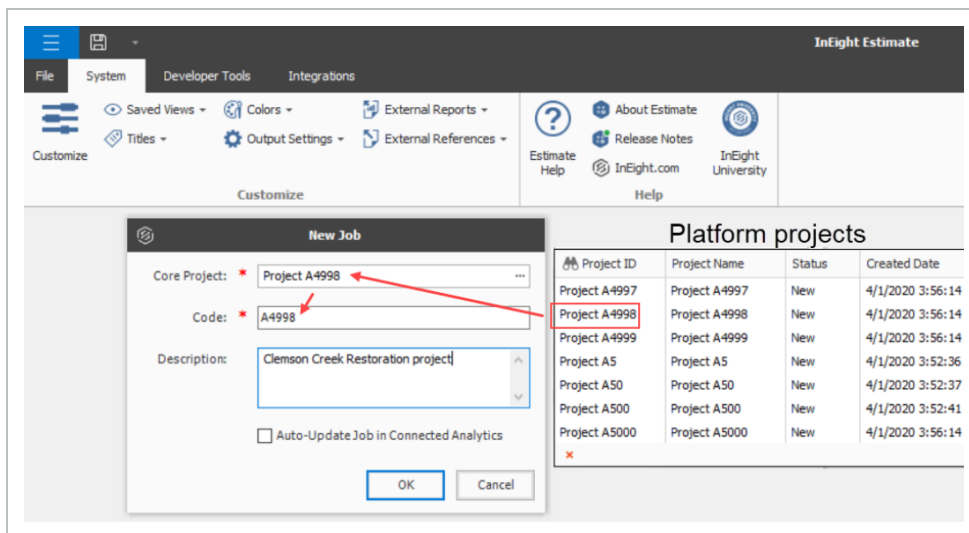 InEight Estimate
File System Developer Tools Integrations
Saved Views Colors External Reports
Titles Output Settings External References
Customize
Customize
About Estimate
Release Notes
InEight.com
Estimate
Help
InEight
University
Help
New Job
Core Project: * Project A4998 ...
Code: * A4998
Description: Clemson Creek Restoration project
Auto-Update Job in Connected Analytics
OK Cancel
Platform projects
Project ID Project Name Status Created Date
Project A4997 Project A4997 New 4/1/2020 3:56:14
Project A4998 Project A4998 New 4/1/2020 3:56:14
Project A4999 Project A4999 New 4/1/2020 3:56:14
Project A5 Project A5 New 4/1/2020 3:52:36
Project A50 Project A50 New 4/1/2020 3:52:37
Project A500 Project A500 New 4/1/2020 3:52:41
Project A5000 Project A5000 New 4/1/2020 3:56:14